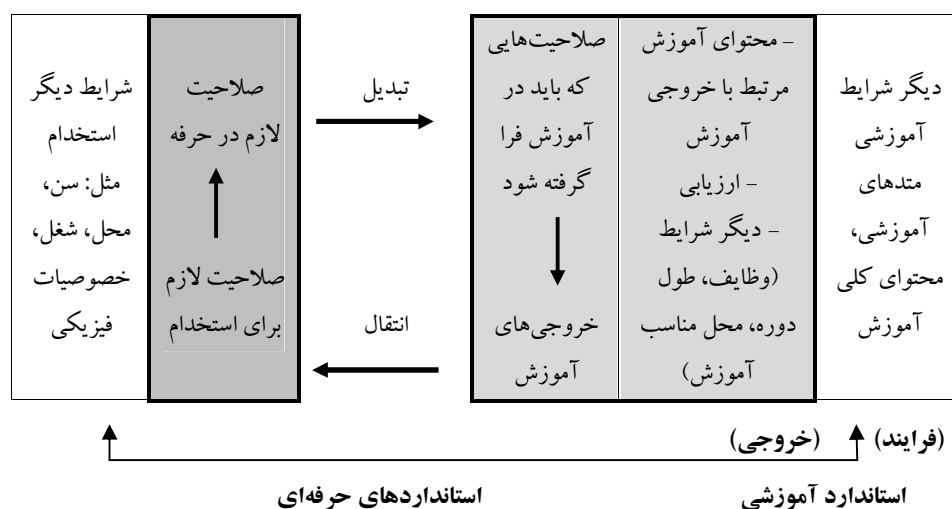 دیگر شرایط
آموزشی
متدهای
آموزشی،
محتوای کلی
آموزش
– محتوای آموزش
مرتبط با خروجی
آموزش
– ارزیابی
– دیگر شرایط
(وظایف، طول
دوره، محل مناسب
آموزش)
صلاحیت‌هایی
که باید در
آموزش فرا
گرفته شود
خروجی‌های
آموزش
تبدیل
انتقال
صلاحیت
لازم در حرفه
صلاحیت لازم
برای استخدام
شرایط دیگر
استخدام
مثل: سن،
محل، شغل،
خصوصیات
فیزیکی
(فرایند) (خروجی)
استاندارد آموزشی استانداردهای حرفه‌ای